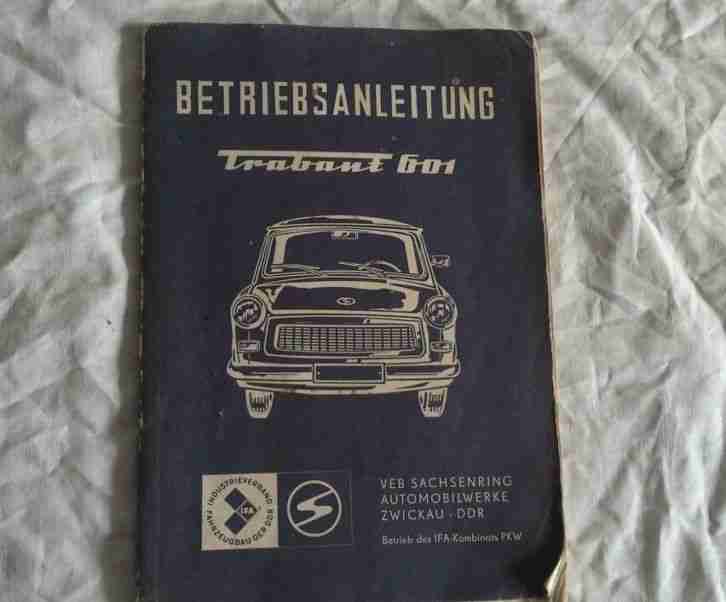 BETRIEBSANLEITUNG
Trabant 601
INDUSTRIEVERBAND
FAHRZEUGBAU DER DDR
IFA
S
VEB SACHSENRING
AUTOMOBILWERKE
ZWICKAU · DDR
Betrieb des IFA-Kombinats PKW